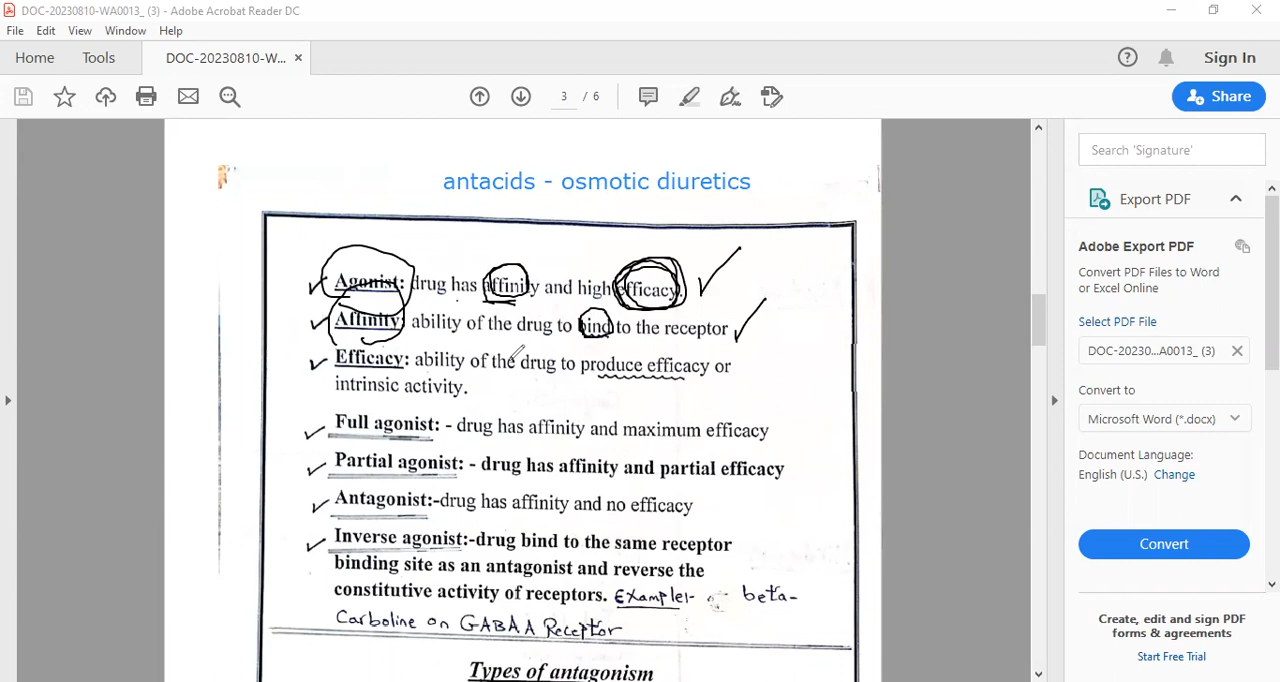 DOC-20230810-WA0013_ (3) - Adobe Acrobat Reader DC
File Edit View Window Help
Home Tools DOC-20230810-W... ×
Sign In
3 / 6
Share
Search 'Signature'
Export PDF
Adobe Export PDF
Convert PDF Files to Word
or Excel Online
Select PDF File
DOC-20230...A0013_ (3)
Convert to
Microsoft Word (*.docx)
Document Language:
English (U.S.) Change
Convert
Create, edit and sign PDF
forms & agreements
Start Free Trial
antacids - osmotic diuretics
Agonist: drug has affinity and high efficacy.
Affinity: ability of the drug to bind to the receptor
Efficacy: ability of the drug to produce efficacy or
intrinsic activity.
Full agonist: - drug has affinity and maximum efficacy
Partial agonist: - drug has affinity and partial efficacy
Antagonist:-drug has affinity and no efficacy
Inverse agonist:-drug bind to the same receptor
binding site as an antagonist and reverse the
constitutive activity of receptors. Example:- beta-
Carboline on GABAA Receptor
Types of antagonism